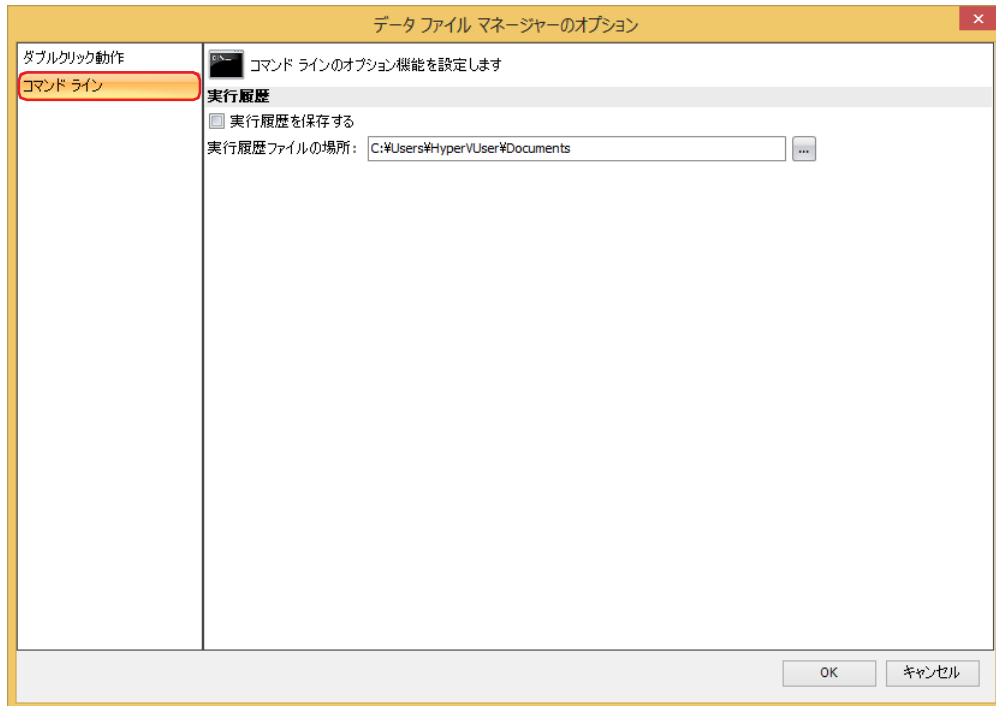 データ ファイル マネージャーのオプション
ダブルクリック動作
コマンド ライン
コマンド ラインのオプション機能を設定します
実行履歴
実行履歴を保存する
実行履歴ファイルの場所: C:¥Users¥HyperVUser¥Documents
...
OK
キャンセル